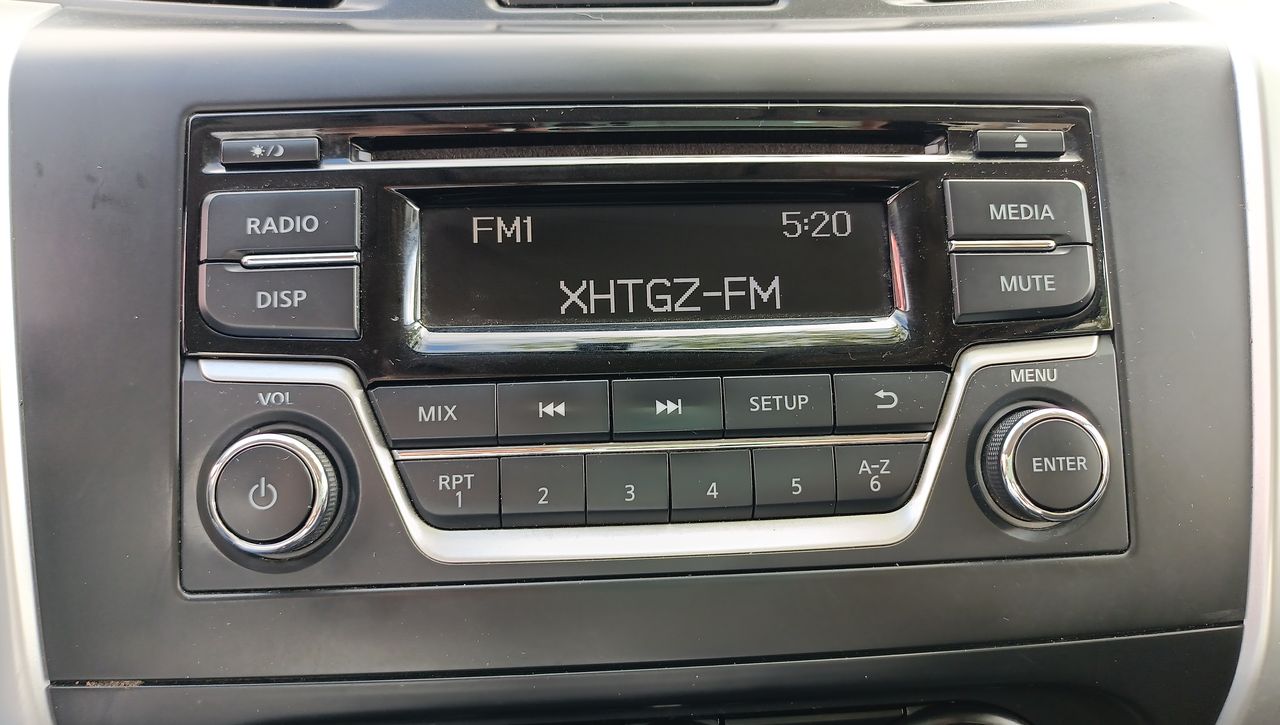 RADIO
DISP
FM1 5:20
XHTGZ-FM
MEDIA
MUTE
VOL
MIX
SETUP
RPT
1
2
3
4
5
A-Z
6
MENU
ENTER